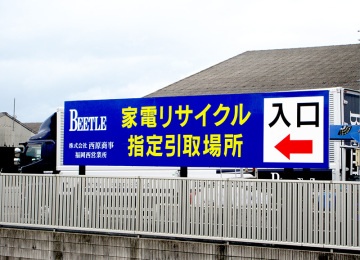 BEETLE
株式会社 西原商事
福岡西営業所
家電リサイクル
指定引取場所
入口